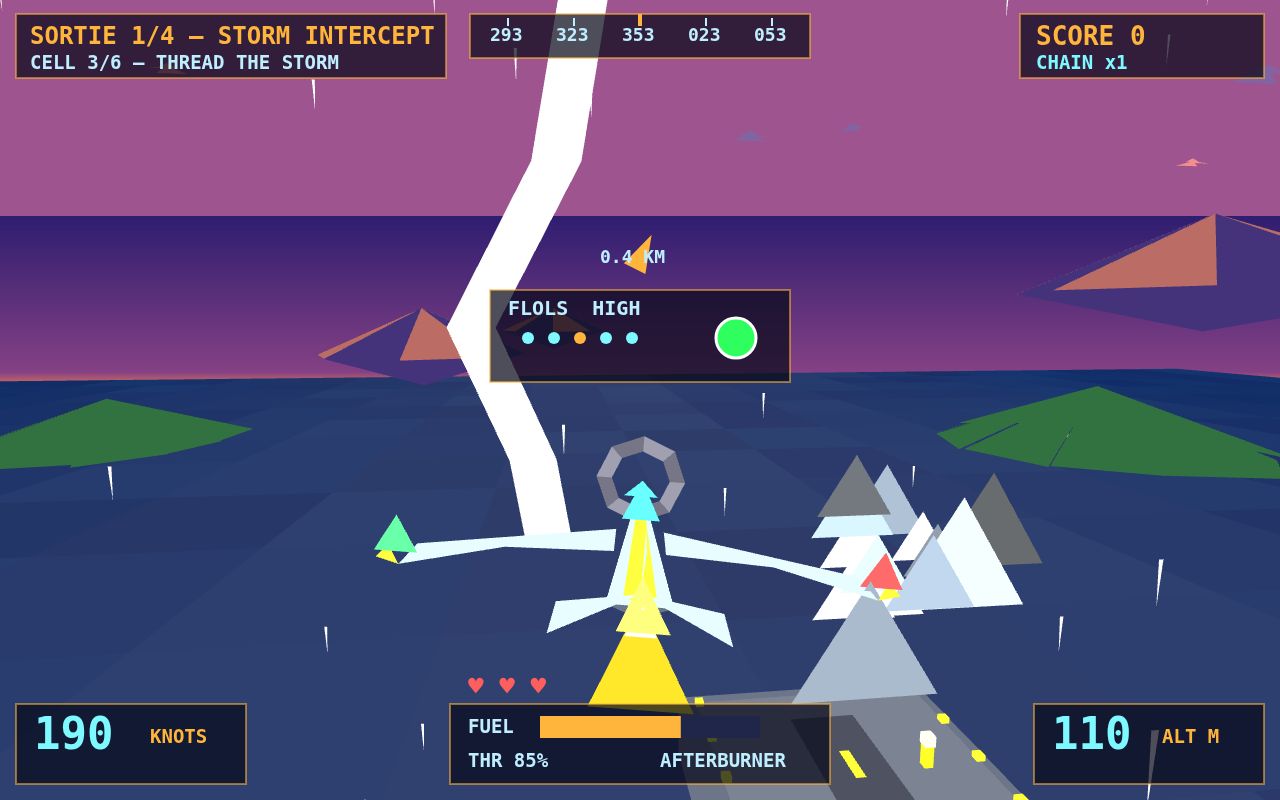 SORTIE 1/4 — STORM INTERCEPT
CELL 3/6 — THREAD THE STORM
293 323 353 023 053
SCORE 0
CHAIN x1
0.4 KM
FLOLS HIGH
190 KNOTS
FUEL
THR 85% AFTERBURNER
110 ALT M